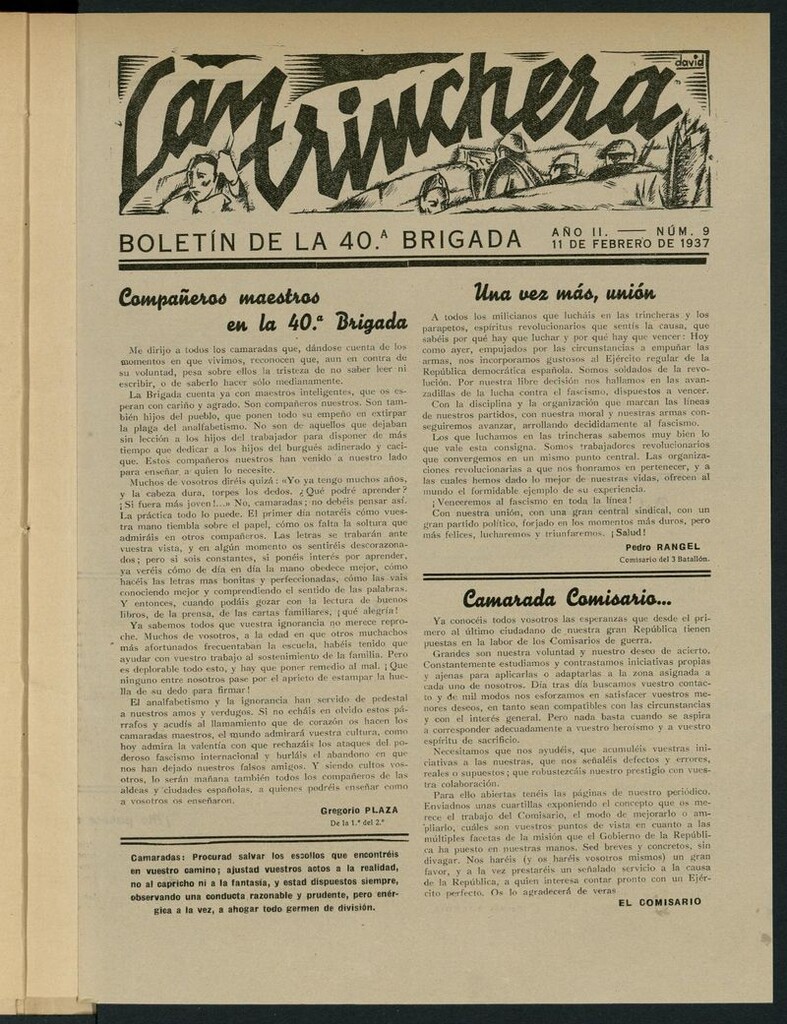 La trinchera
david
BOLETÍN DE LA 40.ª BRIGADA
AÑO II. — NÚM. 9
11 DE FEBRERO DE 1937
Compañeros maestros
en la 40.ª Brigada
Me dirijo a todos los camaradas que, dándose cuenta de los
momentos en que vivimos, reconocen que, aun en contra de
su voluntad, pesa sobre ellos la tristeza de no saber leer ni
escribir, o de saberlo hacer sólo medianamente.
La Brigada cuenta ya con maestros inteligentes, que os es-
peran con cariño y agrado. Son compañeros nuestros. Son tam-
bién hijos del pueblo, que ponen todo su empeño en extirpar
la plaga del analfabetismo. No son de aquellos que dejaban
sin lección a los hijos del trabajador para disponer de más
tiempo que dedicar a los hijos del burgués adinerado y caci-
que. Estos compañeros nuestros han venido a nuestro lado
para enseñar a quien lo necesite.
Muchos de vosotros diréis quizá: «Yo ya tengo muchos años,
y la cabeza dura, torpes los dedos. ¿Qué podré aprender?
¡Si fuera más joven!...» No, camaradas; no debéis pensar así.
La práctica todo lo puede. El primer día notaréis cómo vues-
tra mano tiembla sobre el papel, cómo os falta la soltura que
admiráis en otros compañeros. Las letras se trabarán ante
vuestra vista, y en algún momento os sentiréis descorazona-
dos; pero si sois constantes, si ponéis interés por aprender,
ya veréis cómo de día en día la mano obedece mejor, cómo
hacéis las letras mas bonitas y perfeccionadas, cómo las vais
conociendo mejor y comprendiendo el sentido de las palabras.
Y entonces, cuando podáis gozar con la lectura de buenos
libros, de la prensa, de las cartas familiares, ¡qué alegría!
Ya sabemos todos que vuestra ignorancia no merece repro-
che. Muchos de vosotros, a la edad en que otros muchachos
más afortunados frecuentaban la escuela, habéis tenido que
ayudar con vuestro trabajo al sostenimiento de la familia. Pero
es deplorable todo esto, y hay que poner remedio al mal. ¡Que
ninguno entre nosotros pase por el aprieto de estampar la hue-
lla de su dedo para firmar!
El analfabetismo y la ignorancia han servido de pedestal
a nuestros amos y verdugos. Si no echáis en olvido estos pá-
rrafos y acudís al llamamiento que de corazón os hacen los
camaradas maestros, el mundo admirará vuestra cultura, como
hoy admira la valentía con que rechazáis los ataques del po-
deroso fascismo internacional y burláis el abandono en que
nos han dejado nuestros falsos amigos. Y siendo cultos vos-
otros, lo serán mañana también todos los compañeros de las
aldeas y ciudades españolas, a quienes podréis enseñar como
a vosotros os enseñaron.
Gregorio PLAZA
De la 1.ª del 2.º
Camaradas: Procurad salvar los escollos que encontréis
en vuestro camino; ajustad vuestros actos a la realidad,
no al capricho ni a la fantasía, y estad dispuestos siempre,
observando una conducta razonable y prudente, pero enér-
gica a la vez, a ahogar todo germen de división.
Una vez más, unión
A todos los milicianos que lucháis en las trincheras y los
parapetos, espíritus revolucionarios que sentís la causa, que
sabéis por qué hay que luchar y por qué hay que vencer: Hoy
como ayer, empujados por las circunstancias a empuñar las
armas, nos incorporamos gustosos al Ejército regular de la
República democrática española. Somos soldados de la revo-
lución. Por nuestra libre decisión nos hallamos en las avan-
zadillas de la lucha contra el fascismo, dispuestos a vencer.
Con la disciplina y la organización que marcan las líneas
de nuestros partidos, con nuestra moral y nuestras armas con-
seguiremos avanzar, arrollando decididamente al fascismo.
Los que luchamos en las trincheras sabemos muy bien lo
que vale esta consigna. Somos trabajadores revolucionarios
que convergemos en un mismo punto central. Las organiza-
ciones revolucionarias a que nos honramos en pertenecer, y a
las cuales hemos dado lo mejor de nuestras vidas, ofrecen al
mundo el formidable ejemplo de su experiencia.
¡Venceremos al fascismo en toda la línea!
Con nuestra unión, con una gran central sindical, con un
gran partido político, forjado en los momentos más duros, pero
más felices, lucharemos y triunfaremos. ¡Salud!
Pedro RANGEL
Comisario del 3 Batallón.
Camarada Comisario...
Ya conocéis todos vosotros las esperanzas que desde el pri-
mero al último ciudadano de nuestra gran República tienen
puestas en la labor de los Comisarios de guerra.
Grandes son nuestra voluntad y nuestro deseo de acierto.
Constantemente estudiamos y contrastamos iniciativas propias
y ajenas para aplicarlas o adaptarlas a la zona asignada a
cada uno de nosotros. Día tras día buscamos vuestro contac-
to y de mil modos nos esforzamos en satisfacer vuestros me-
nores deseos, en tanto sean compatibles con las circunstancias
y con el interés general. Pero nada basta cuando se aspira
a corresponder adecuadamente a vuestro heroísmo y a vuestro
espíritu de sacrificio.
Necesitamos que nos ayudéis, que acumuléis vuestras ini-
ciativas a las nuestras, que nos señaléis defectos y errores,
reales o supuestos; que robustezcáis nuestro prestigio con vues-
tra colaboración.
Para ello abiertas tenéis las páginas de nuestro periódico.
Enviadnos unas cuartillas exponiendo el concepto que os me-
rece el trabajo del Comisario, el modo de mejorarlo o am-
pliarlo, cuáles son vuestros puntos de vista en cuanto a las
múltiples facetas de la misión que el Gobierno de la Repúbli-
ca ha puesto en nuestras manos. Sed breves y concretos, sin
divagar. Nos haréis (y os haréis vosotros mismos) un gran
favor, y a la vez prestaréis un señalado servicio a la causa
de la República, a quien interesa contar pronto con un Ejér-
cito perfecto. Os lo agradecerá de veras
EL COMISARIO